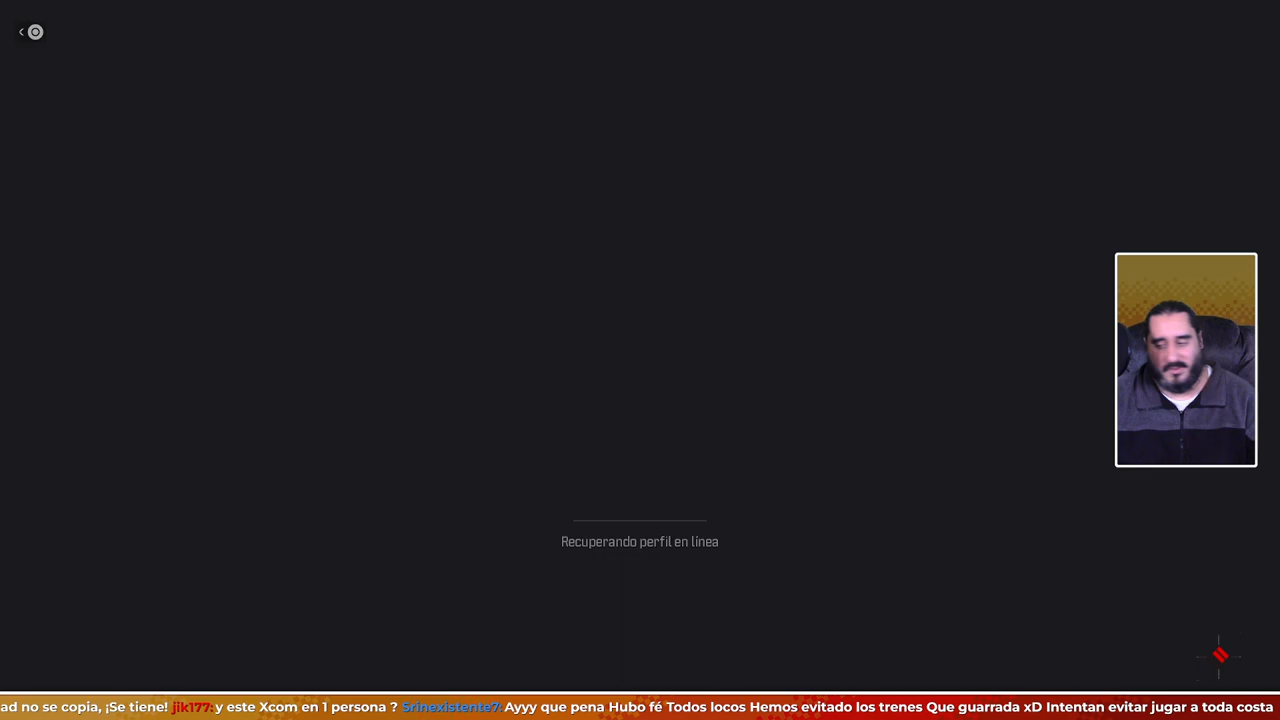 Recuperando perfil en línea
ad no se copia, ¡Se tiene! jik177: y este Xcom en 1 persona ? Srinexistente7: Ayyy que pena Hubo fé Todos locos Hemos evitado los trenes Que guarrada xD Intentan evitar jugar a toda costa